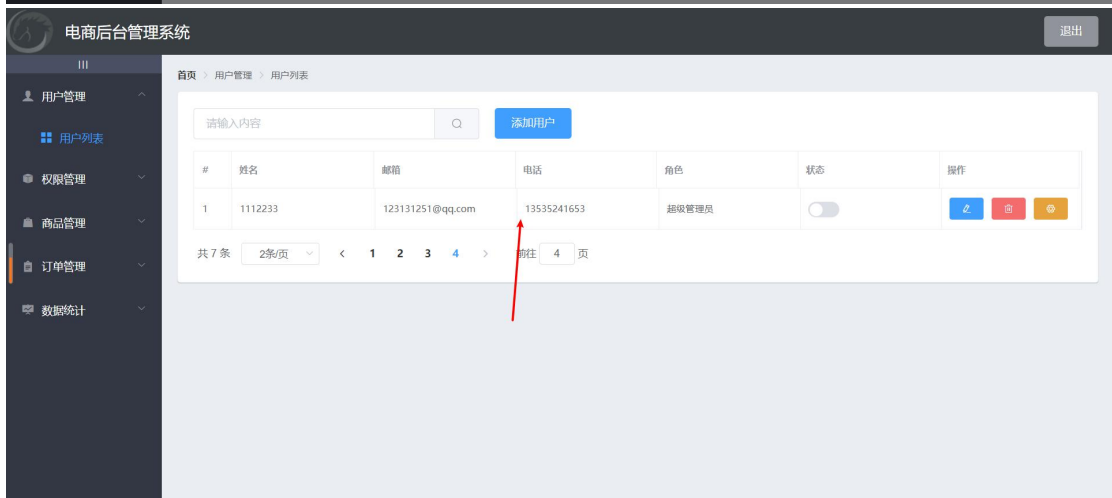 电商后台管理系统
退出
首页 > 用户管理 > 用户列表
用户管理
用户列表
权限管理
商品管理
订单管理
数据统计
请输入内容
添加用户
# 姓名 邮箱 电话 角色 状态 操作
1 1112233 123131251@qq.com 13535241653 超级管理员
共 7 条 2条/页 < 1 2 3 4 > 前往 4 页